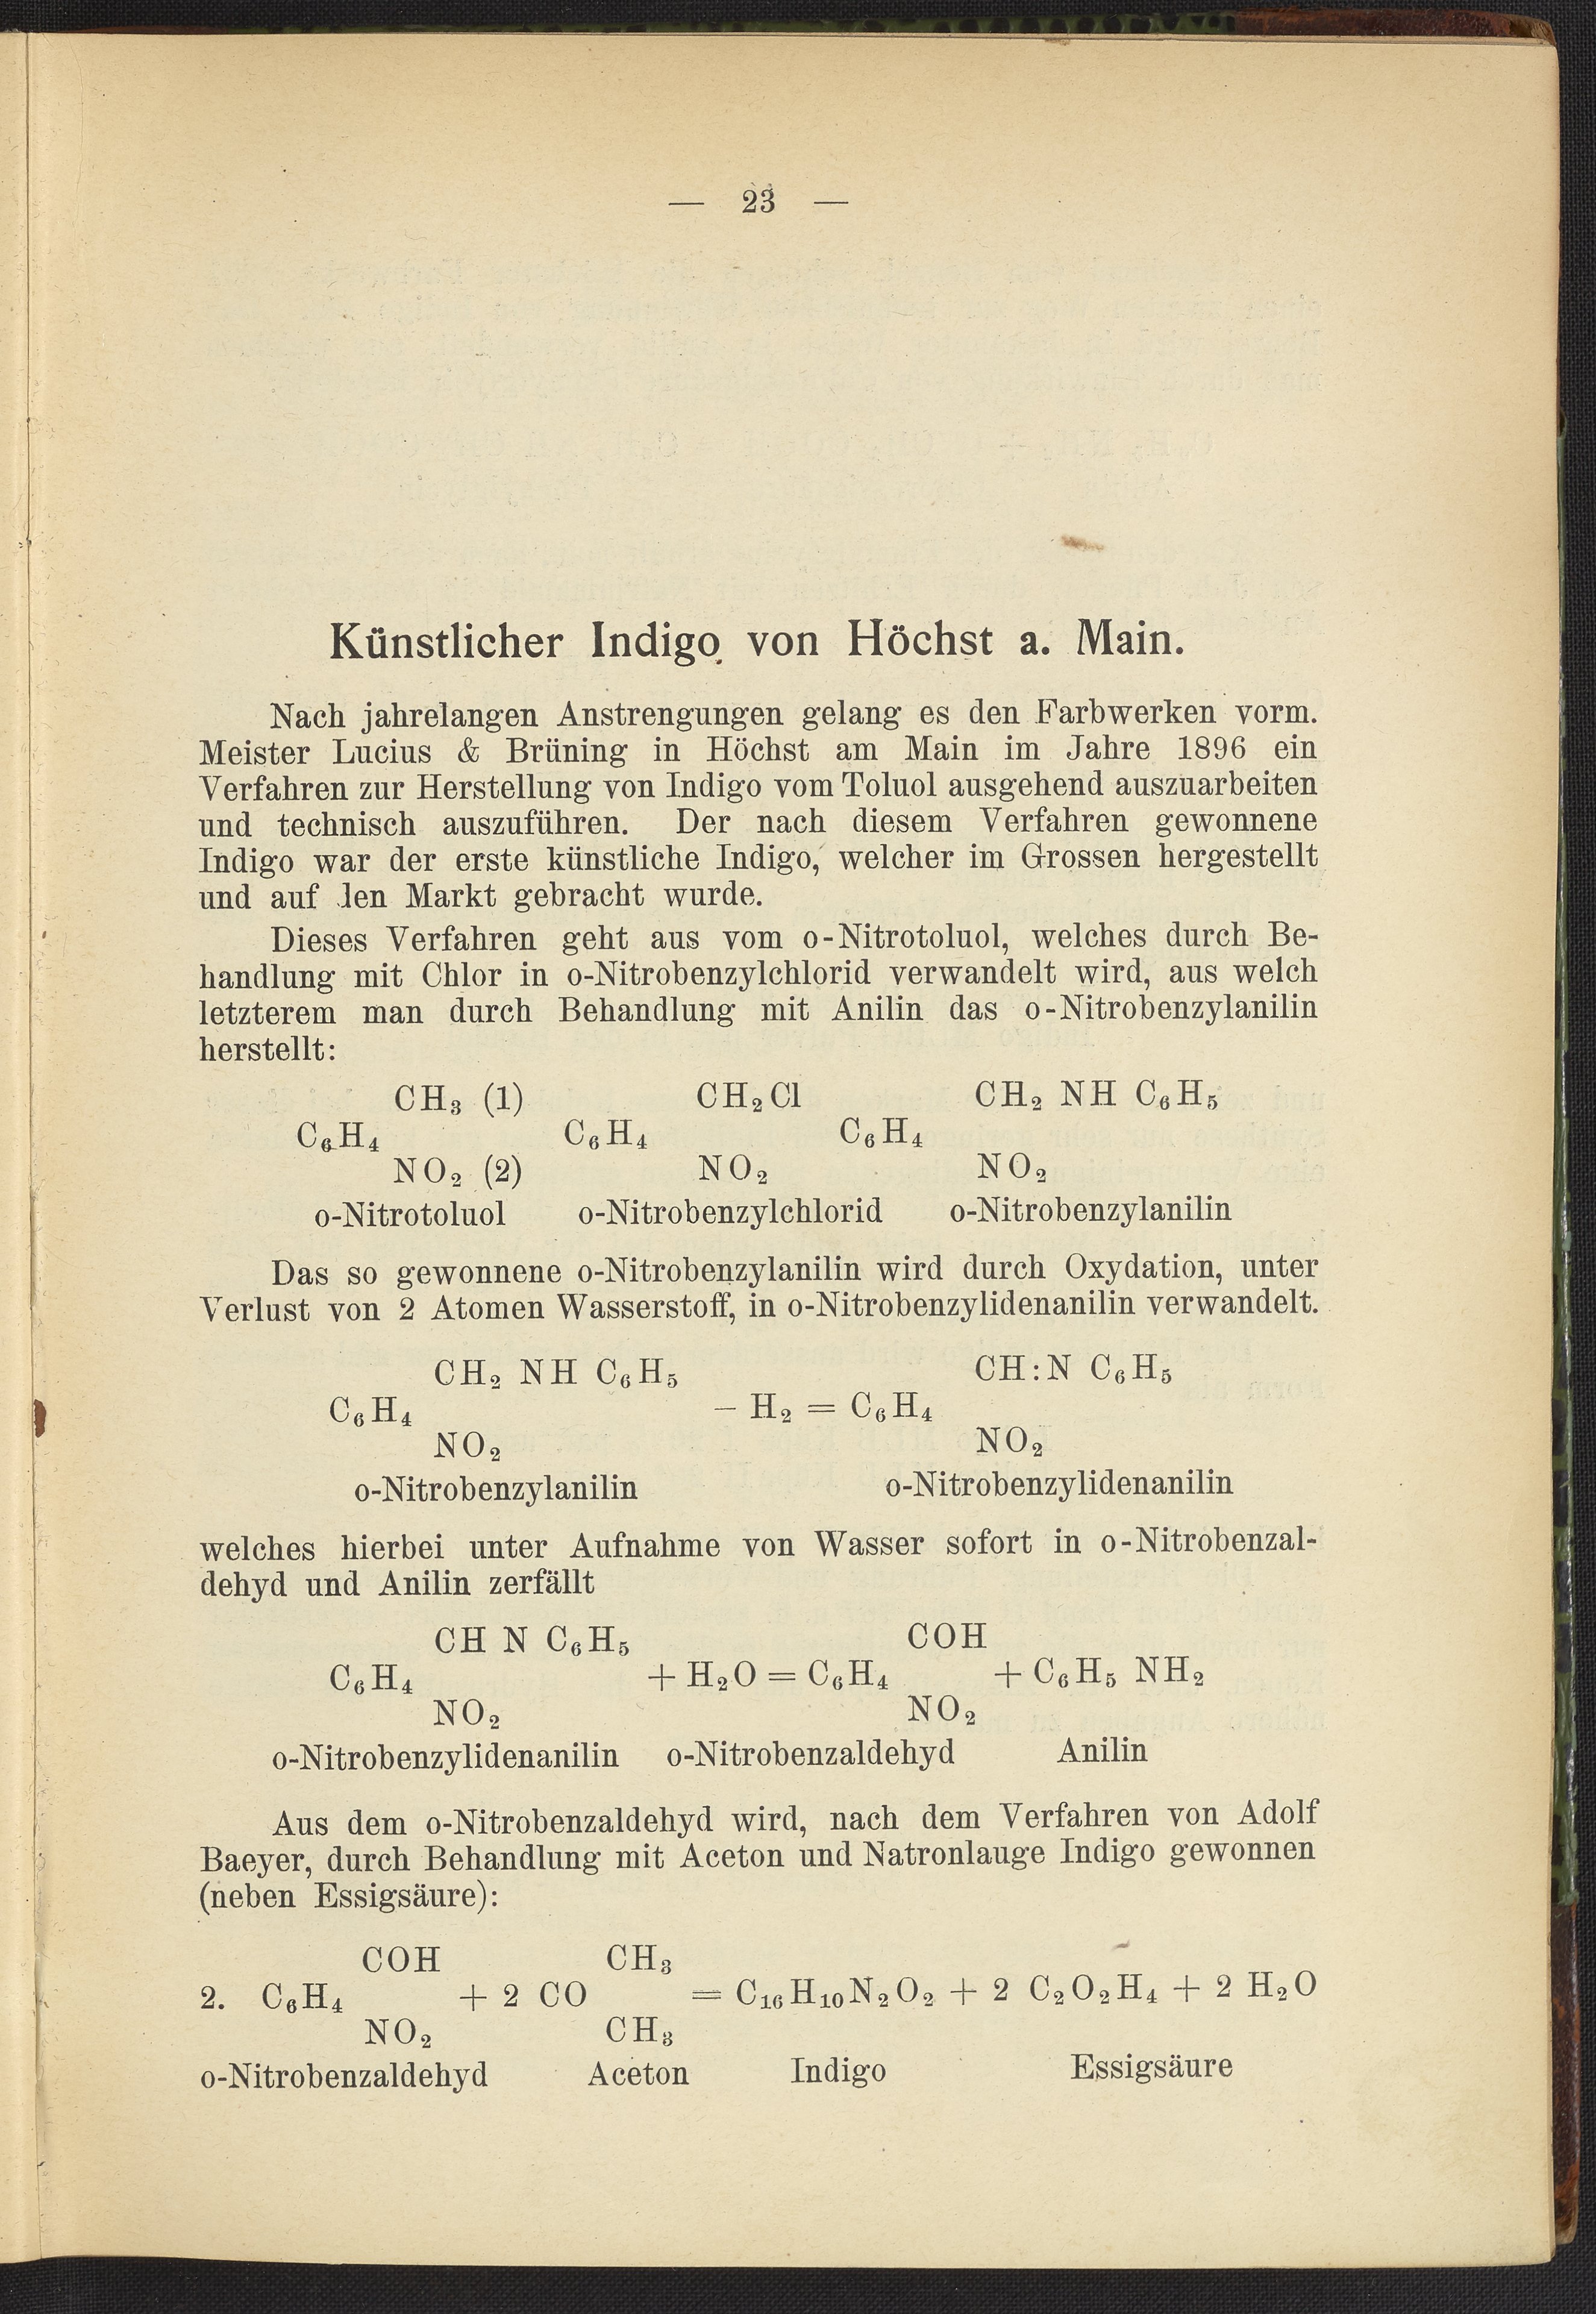 — 23 —
Künstlicher Indigo von Höchst a. Main.
Nach jahrelangen Anstrengungen gelang es den Farbwerken vorm.
Meister Lucius & Brüning in Höchst am Main im Jahre 1896 ein
Verfahren zur Herstellung von Indigo vom Toluol ausgehend auszuarbeiten
und technisch auszuführen. Der nach diesem Verfahren gewonnene
Indigo war der erste künstliche Indigo, welcher im Grossen hergestellt
und auf den Markt gebracht wurde.
Dieses Verfahren geht aus vom o-Nitrotoluol, welches durch Be-
handlung mit Chlor in o-Nitrobenzylchlorid verwandelt wird, aus welch
letzterem man durch Behandlung mit Anilin das o-Nitrobenzylanilin
herstellt:
CH₃ (1) CH₂Cl CH₂ NH C₆H₅
C₆H₄ C₆H₄ C₆H₄
NO₂ (2) NO₂ NO₂
o-Nitrotoluol o-Nitrobenzylchlorid o-Nitrobenzylanilin
Das so gewonnene o-Nitrobenzylanilin wird durch Oxydation, unter
Verlust von 2 Atomen Wasserstoff, in o-Nitrobenzylidenanilin verwandelt.
CH₂ NH C₆H₅ CH:N C₆H₅
C₆H₄ – H₂ = C₆H₄
NO₂ NO₂
o-Nitrobenzylanilin o-Nitrobenzylidenanilin
welches hierbei unter Aufnahme von Wasser sofort in o-Nitrobenzal-
dehyd und Anilin zerfällt
CH N C₆H₅ COH
C₆H₄ + H₂O = C₆H₄ + C₆H₅ NH₂
NO₂ NO₂
o-Nitrobenzylidenanilin o-Nitrobenzaldehyd Anilin
Aus dem o-Nitrobenzaldehyd wird, nach dem Verfahren von Adolf
Baeyer, durch Behandlung mit Aceton und Natronlauge Indigo gewonnen
(neben Essigsäure):
COH CH₃
2. C₆H₄ + 2 CO = C₁₆H₁₀N₂O₂ + 2 C₂O₂H₄ + 2 H₂O
NO₂ CH₃
o-Nitrobenzaldehyd Aceton Indigo Essigsäure